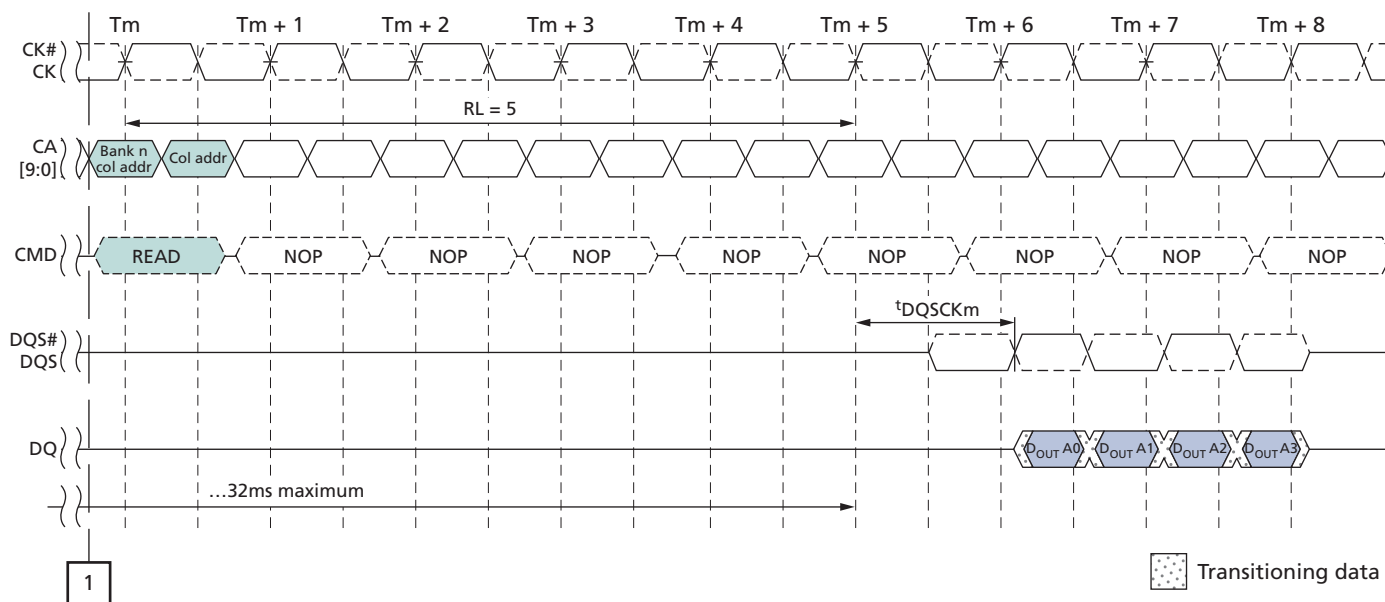 Tm Tm + 1 Tm + 2 Tm + 3 Tm + 4 Tm + 5 Tm + 6 Tm + 7 Tm + 8
CK#
CK
RL = 5
CA
[9:0]
Bank n
col addr
Col addr
CMD
READ NOP NOP NOP NOP NOP NOP NOP NOP
tDQSCKm
DQS#
DQS
DQ
DOUT A0 DOUT A1 DOUT A2 DOUT A3
...32ms maximum
1
Transitioning data